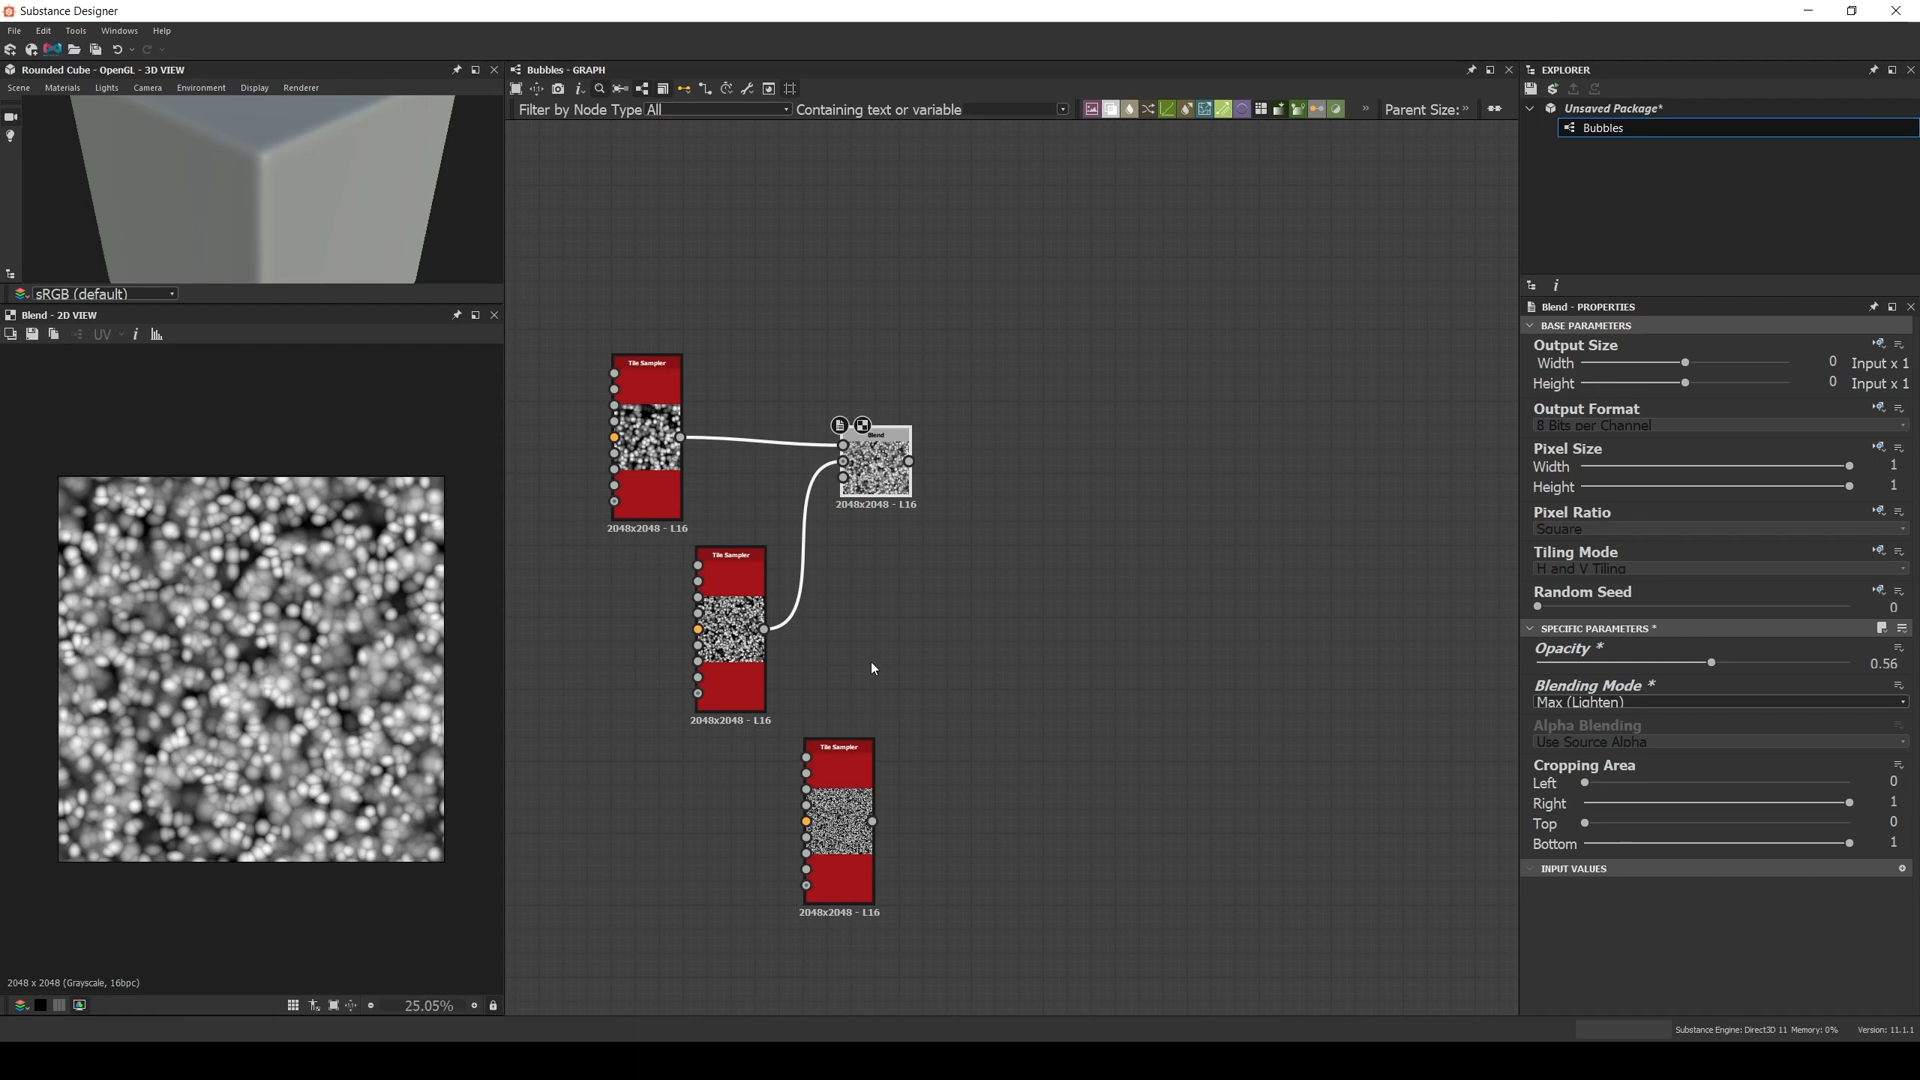 Substance Designer
File Edit Tools Windows Help
Rounded Cube - OpenGL - 3D VIEW
Scene Materials Lights Camera Environment Display Renderer
sRGB (default)
Blend - 2D VIEW
UV
2048 x 2048 (Grayscale, 16bpc)
25.05%
Bubbles - GRAPH
Filter by Node Type All Containing text or variable Parent Size:
Tile Sampler
2048x2048 - L16
Blend
2048x2048 - L16
Tile Sampler
2048x2048 - L16
Tile Sampler
2048x2048 - L16
EXPLORER
Unsaved Package*
Bubbles
Blend - PROPERTIES
BASE PARAMETERS
Output Size
Width 0 Input x 1
Height 0 Input x 1
Output Format
8 Bits per Channel
Pixel Size
Width 1
Height 1
Pixel Ratio
Square
Tiling Mode
H and V Tiling
Random Seed
0
SPECIFIC PARAMETERS *
Opacity *
0.56
Blending Mode *
Max (Lighten)
Alpha Blending
Use Source Alpha
Cropping Area
Left 0
Right 1
Top 0
Bottom 1
INPUT VALUES
Substance Engine: Direct3D 11 Memory: 0% Version: 11.1.1